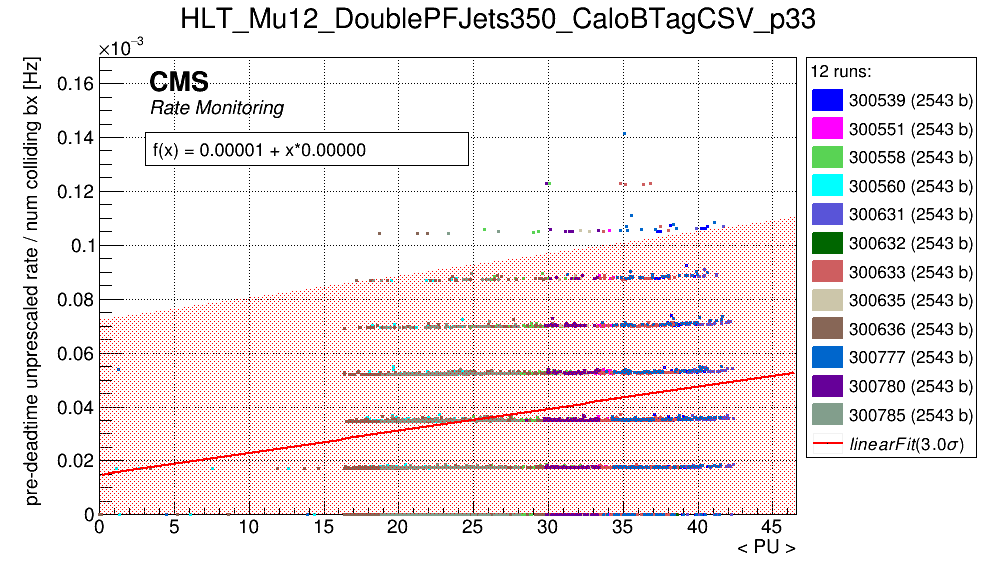 HLT_Mu12_DoublePFJets350_CaloBTagCSV_p33
×10⁻³
pre-deadtime unprescaled rate / num colliding bx [Hz]
0.16
0.14
0.12
0.1
0.08
0.06
0.04
0.02
0
CMS
Rate Monitoring
f(x) = 0.00001 + x*0.00000
0 5 10 15 20 25 30 35 40 45
< PU >
12 runs:
300539 (2543 b)
300551 (2543 b)
300558 (2543 b)
300560 (2543 b)
300631 (2543 b)
300632 (2543 b)
300633 (2543 b)
300635 (2543 b)
300636 (2543 b)
300777 (2543 b)
300780 (2543 b)
300785 (2543 b)
linearFit(3.0σ)